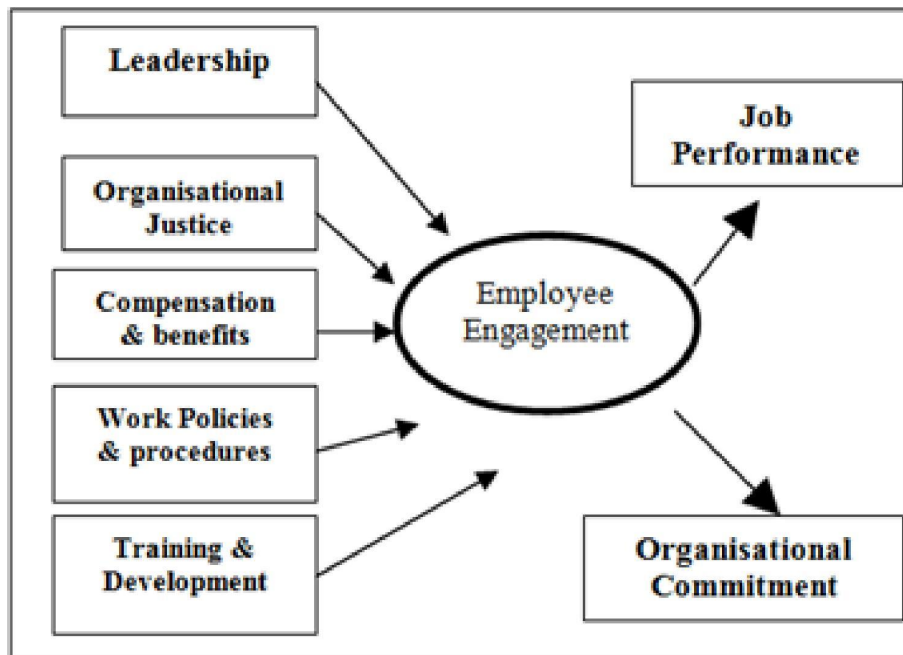 Leadership
Organisational
Justice
Compensation
& benefits
Work Policies
& procedures
Training &
Development
Employee
Engagement
Job
Performance
Organisational
Commitment